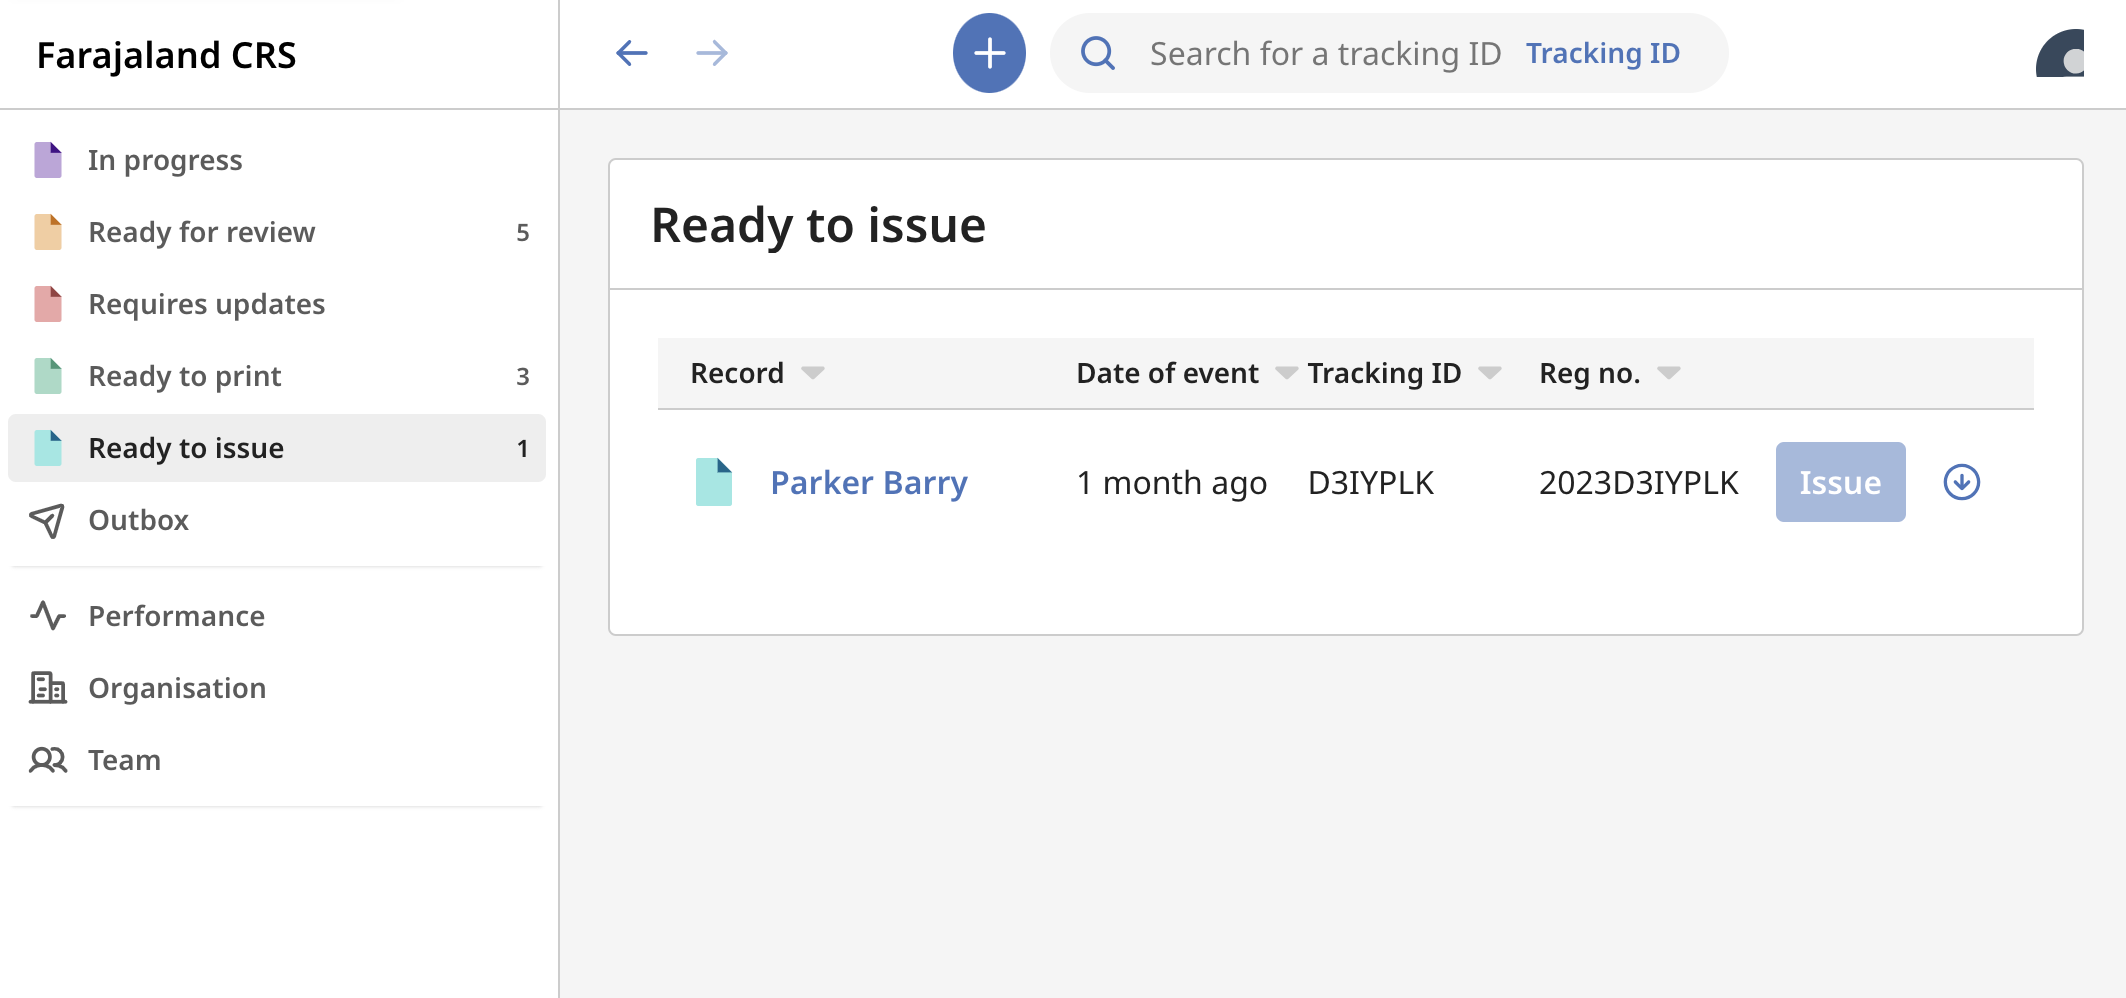 Farajaland CRS
Search for a tracking ID Tracking ID
In progress
Ready for review 5
Requires updates
Ready to print 3
Ready to issue 1
Outbox
Performance
Organisation
Team
Ready to issue
Record Date of event Tracking ID Reg no.
Parker Barry 1 month ago D3IYPLK 2023D3IYPLK Issue